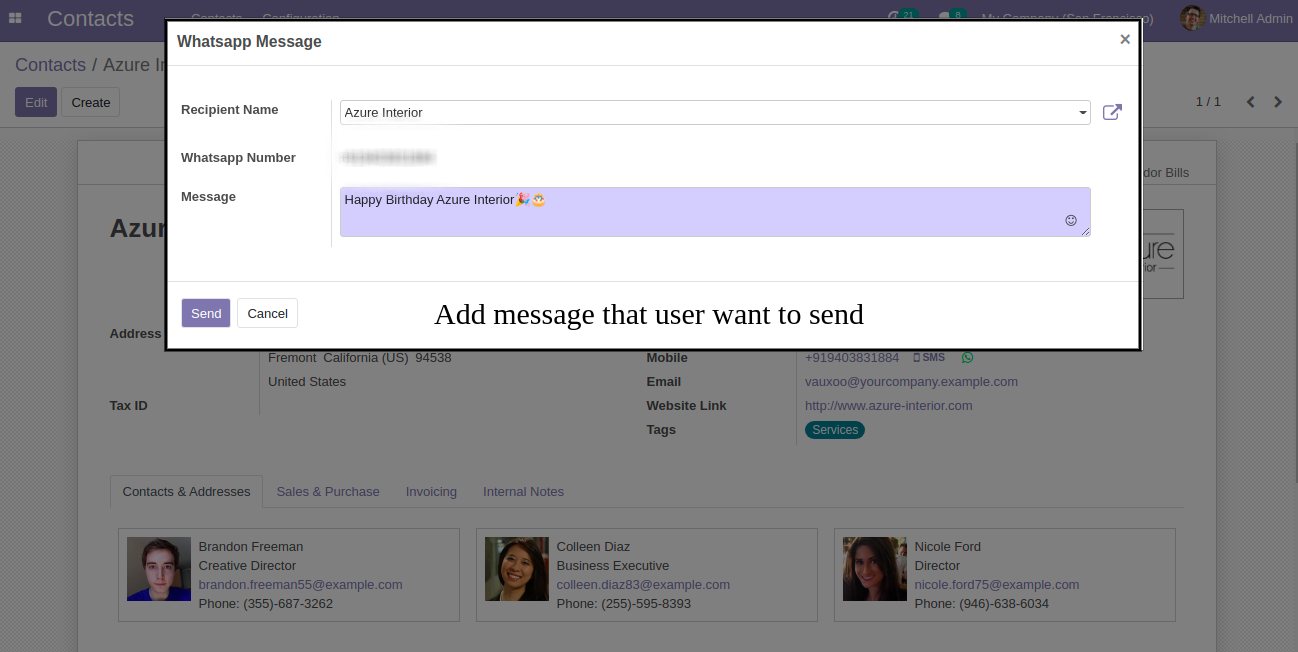 Contacts
Contacts Configuration 21 8 My Company (San Francisco) Mitchell Admin
Whatsapp Message ×
Contacts / Azure In
Edit Create
1 / 1
Recipient Name Azure Interior
Whatsapp Number
Message Happy Birthday Azure Interior🎉🎂
dor Bills
Azur
ure
ior
Send Cancel
Add message that user want to send
Address
Fremont California (US) 94538
United States
Tax ID
Mobile +919403831884 SMS
Email vauxoo@yourcompany.example.com
Website Link http://www.azure-interior.com
Tags Services
Contacts & Addresses Sales & Purchase Invoicing Internal Notes
Brandon Freeman
Creative Director
brandon.freeman55@example.com
Phone: (355)-687-3262
Colleen Diaz
Business Executive
colleen.diaz83@example.com
Phone: (255)-595-8393
Nicole Ford
Director
nicole.ford75@example.com
Phone: (946)-638-6034